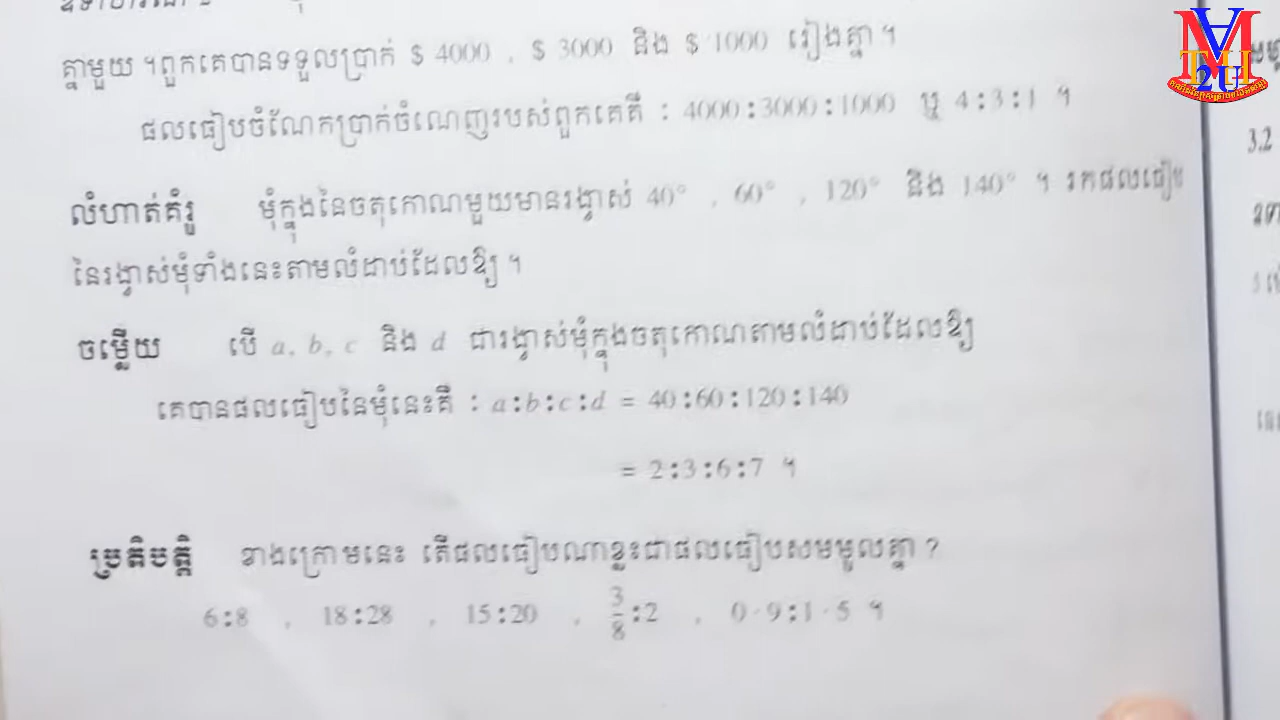 គ្នាមួយ ។ពួកគេបានទទួលប្រាក់ $ 4000 , $ 3000 និង $ 1000 រៀងគ្នា ។
ផលធៀបចំណែកប្រាក់ចំណេញរបស់ពួកគេគឺ : 4000:3000:1000 ឬ 4:3:1 ។
លំហាត់គំរូ មុំក្នុងនៃចតុកោណមួយមានរង្វាស់ 40° , 60° , 120° និង 140° ។ រកផលធៀប
នៃរង្វាស់មុំទាំងនេះតាមលំដាប់ដែលឱ្យ ។
ចម្លើយ បើ a, b, c និង d ជារង្វាស់មុំក្នុងចតុកោណតាមលំដាប់ដែលឱ្យ
គេបានផលធៀបនៃមុំនេះគឺ : a:b:c:d = 40:60:120:140
= 2:3:6:7 ។
ប្រតិបត្តិ ខាងក្រោមនេះ តើផលធៀបណាខ្លះជាផលធៀបសមមូលគ្នា ?
6:8 , 18:28 , 15:20 , 3/8:2 , 0.9:1.5 ។
3.2
2U